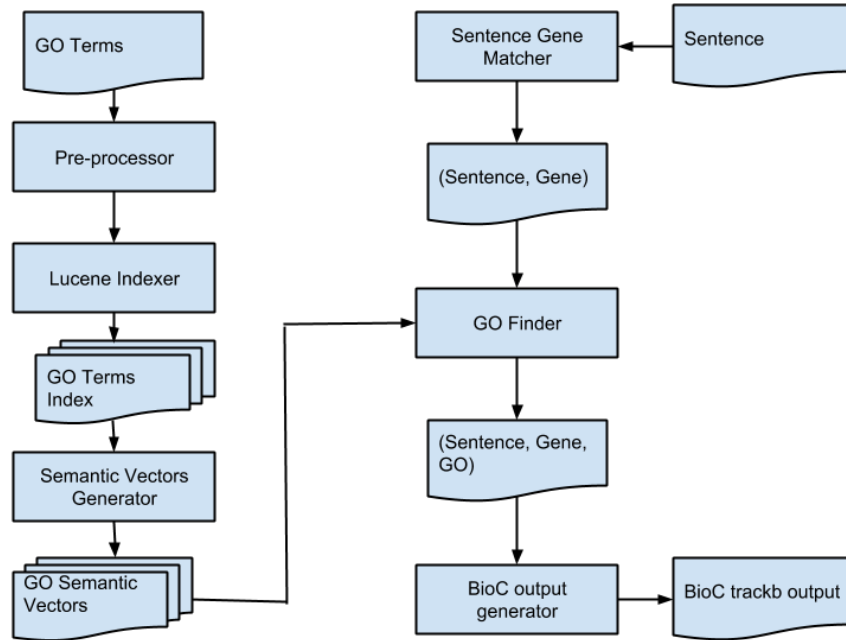 GO Terms
Pre-processor
Lucene Indexer
GO Terms
Index
Semantic Vectors
Generator
GO Semantic
Vectors
Sentence Gene
Matcher
Sentence
(Sentence, Gene)
GO Finder
(Sentence, Gene,
GO)
BioC output
generator
BioC trackb output